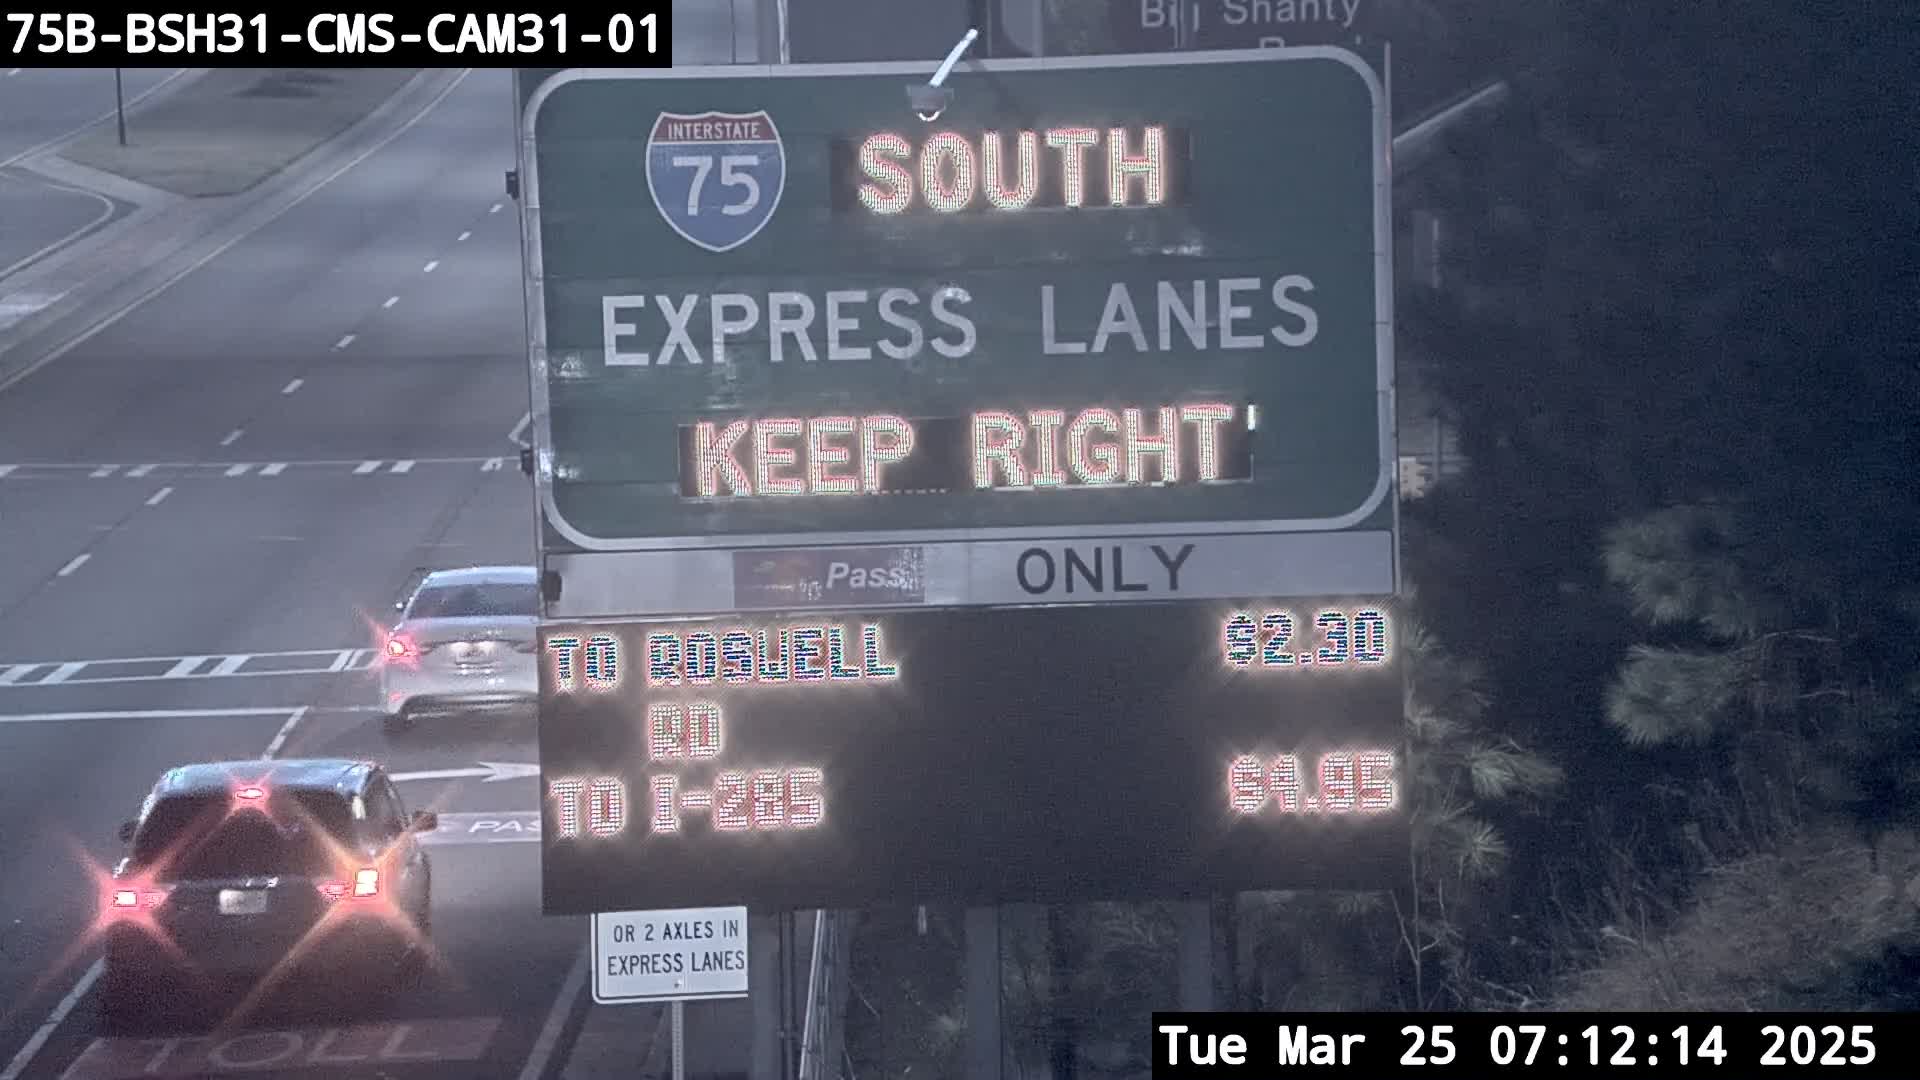 75B-BSH31-CMS-CAM31-01
Shanty
INTERSTATE
75
SOUTH
EXPRESS LANES
KEEP RIGHT
Pass ONLY
TO ROSWELL $2.30
RD
TO I-285 $4.95
OR 2 AXLES IN
EXPRESS LANES
TOLL
Tue Mar 25 07:12:14 2025